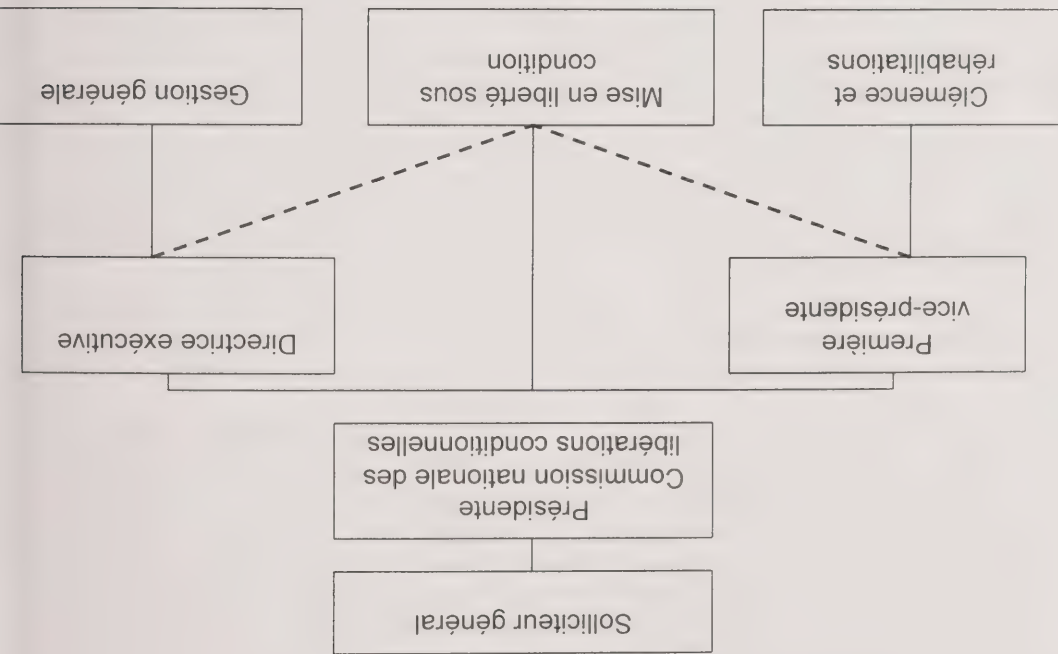 Solliciteur général
Présidente
Commission nationale des
libérations conditionnelles
Première
vice-présidente
Directrice exécutive
Clémence et
réhabilitations
Mise en liberté sous
condition
Gestion générale